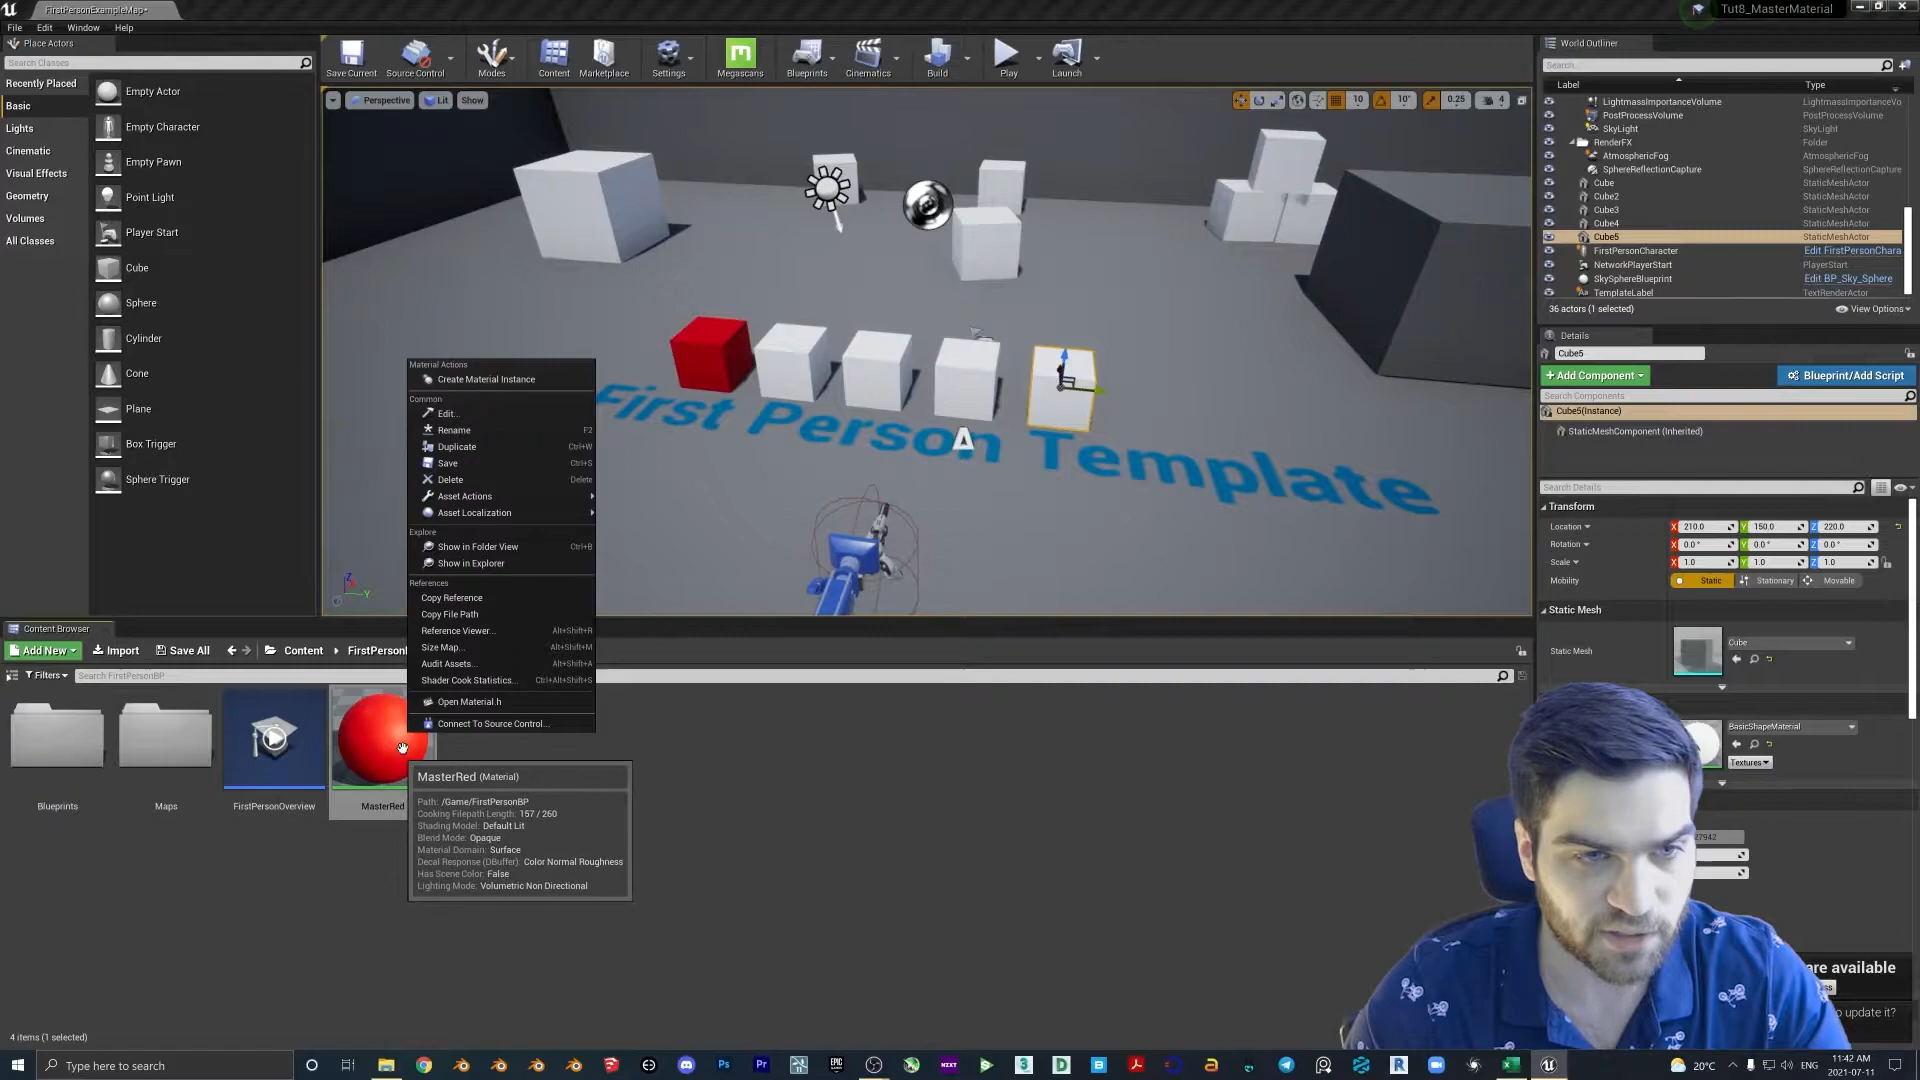 FirstPersonExampleMap*
Tut8_MasterMaterial
File Edit Window Help
Place Actors
Search Classes
Recently Placed
Basic
Lights
Cinematic
Visual Effects
Geometry
Volumes
All Classes
Empty Actor
Empty Character
Empty Pawn
Point Light
Player Start
Cube
Sphere
Cylinder
Cone
Plane
Box Trigger
Sphere Trigger
Save Current Source Control Modes Content Marketplace Settings Megascans Blueprints Cinematics Build Play Launch
Perspective Lit Show
10 10° 0.25 4
First Person Template
Material Actions
Create Material Instance
Common
Edit...
Rename F2
Duplicate Ctrl+W
Save Ctrl+S
Delete Delete
Asset Actions
Asset Localization
Explore
Show in Folder View Ctrl+B
Show in Explorer
References
Copy Reference
Copy File Path
Reference Viewer... Alt+Shift+R
Size Map... Alt+Shift+M
Audit Assets... Alt+Shift+A
Shader Cook Statistics... Ctrl+Alt+Shift+S
Open Material.h
Connect To Source Control...
World Outliner
Search...
Label Type
LightmassImportanceVolume LightmassImportanceVo
PostProcessVolume PostProcessVolume
SkyLight SkyLight
RenderFX Folder
AtmosphericFog AtmosphericFog
SphereReflectionCapture SphereReflectionCapture
Cube StaticMeshActor
Cube2 StaticMeshActor
Cube3 StaticMeshActor
Cube4 StaticMeshActor
Cube5 StaticMeshActor
FirstPersonCharacter Edit FirstPersonChara
NetworkPlayerStart PlayerStart
SkySphereBlueprint Edit BP_Sky_Sphere
TemplateLabel TextRenderActor
36 actors (1 selected) View Options
Details
Cube5
+ Add Component Blueprint/Add Script
Search Components
Cube5(Instance)
StaticMeshComponent (Inherited)
Search Details
Transform
Location X 210.0 Y 150.0 Z 220.0
Rotation X 0.0° Y 0.0° Z 0.0°
Scale X 1.0 Y 1.0 Z 1.0
Mobility Static Stationary Movable
Static Mesh
Static Mesh
Cube
BasicShapeMaterial
Textures
27942
are available
to update it?
Content Browser
Add New Import Save All Content FirstPersonI
Filters Search FirstPersonBP
Blueprints
Maps
FirstPersonOverview
MasterRed
MasterRed (Material)
Path: /Game/FirstPersonBP
Cooking Filepath Length: 157 / 260
Shading Model: Default Lit
Blend Mode: Opaque
Material Domain: Surface
Decal Response (DBuffer): Color Normal Roughness
Has Scene Color: False
Lighting Mode: Volumetric Non Directional
4 items (1 selected)
Type here to search
20°C
ENG
11:42 AM
2021-07-11